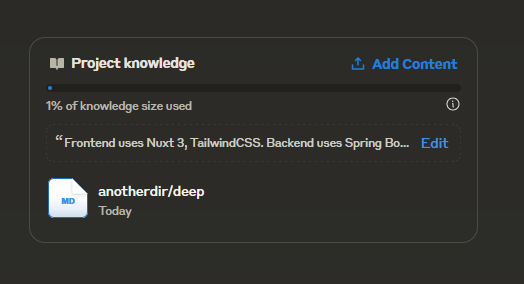 Project knowledge
Add Content
1% of knowledge size used
“Frontend uses Nuxt 3, TailwindCSS. Backend uses Spring Bo...
Edit
MD
anotherdir/deep
Today